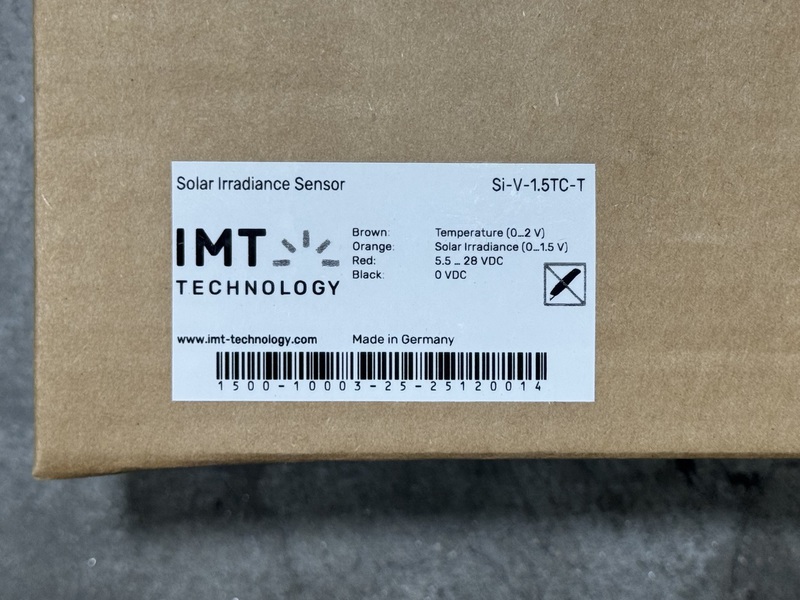 Solar Irradiance Sensor Si-V-1.5TC-T
IMT
TECHNOLOGY
Brown: Temperature (0...2 V)
Orange: Solar Irradiance (0...1.5 V)
Red: 5.5 ... 28 VDC
Black: 0 VDC
www.imt-technology.com Made in Germany
1500-10003-25-25120014